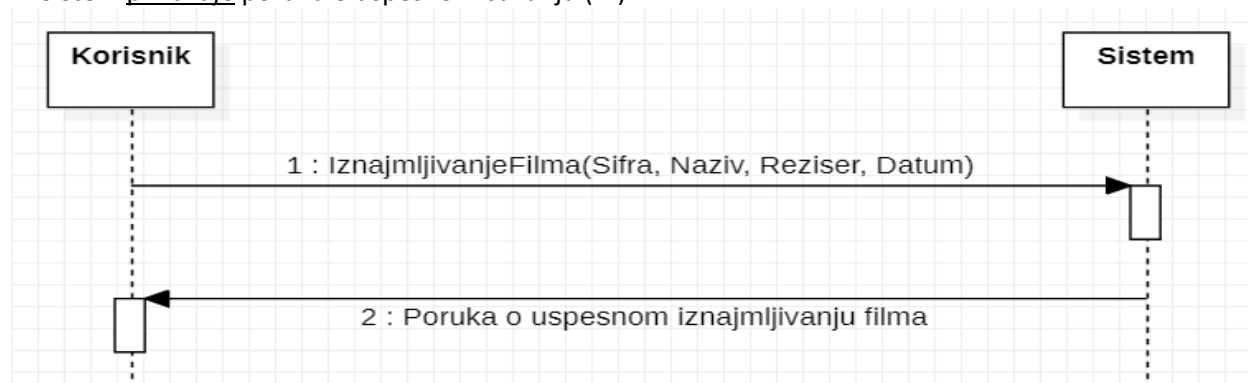 Korisnik
Sistem
1 : IznajmljivanjeFilma(Sifra, Naziv, Reziser, Datum)
2 : Poruka o uspesnom iznajmljivanju filma